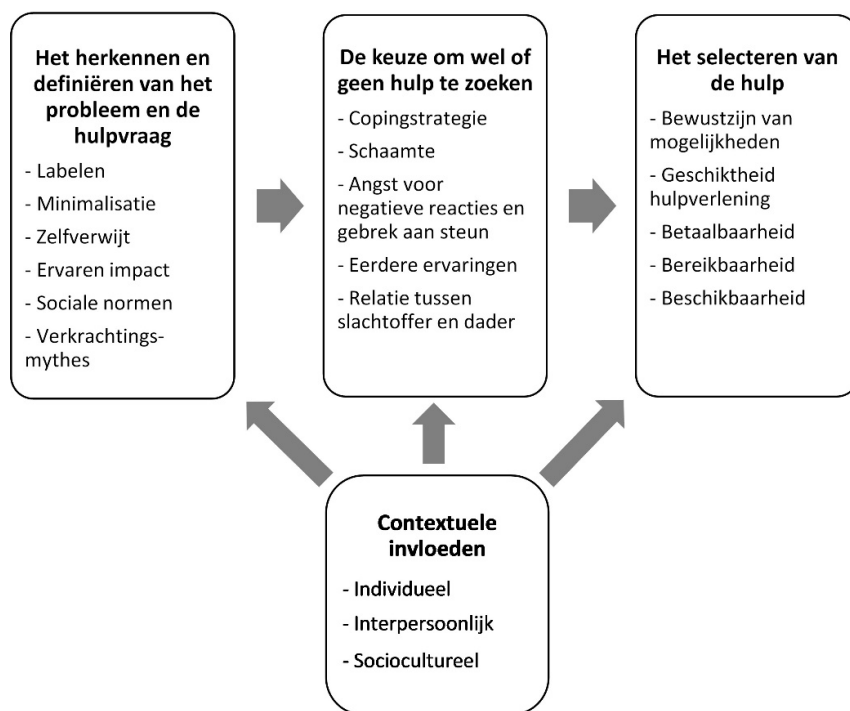 Het herkennen en
definiëren van het
probleem en de
hulpvraag
- Labelen
- Minimalisatie
- Zelfverwijt
- Ervaren impact
- Sociale normen
- Verkrachtings-
mythes
De keuze om wel of
geen hulp te zoeken
- Copingstrategie
- Schaamte
- Angst voor
negatieve reacties en
gebrek aan steun
- Eerdere ervaringen
- Relatie tussen
slachtoffer en dader
Het selecteren van
de hulp
- Bewustzijn van
mogelijkheden
- Geschiktheid
hulpverlening
- Betaalbaarheid
- Bereikbaarheid
- Beschikbaarheid
Contextuele
invloeden
- Individueel
- Interpersoonlijk
- Sociocultureel